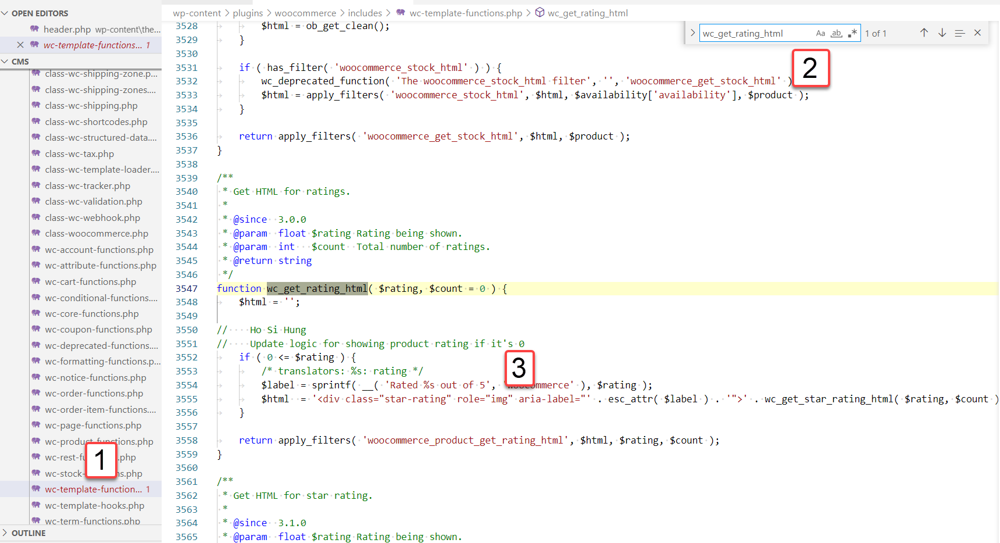 OPEN EDITORS
header.php wp-content\the...
wc-template-functions... 1
CMS
class-wc-shipping-zone.p...
class-wc-shipping-zones....
class-wc-shipping.php
class-wc-shortcodes.php
class-wc-structured-data....
class-wc-tax.php
class-wc-template-loader....
class-wc-tracker.php
class-wc-validation.php
class-wc-webhook.php
class-woocommerce.php
wc-account-functions.php
wc-attribute-functions.php
wc-cart-functions.php
wc-conditional-functions....
wc-core-functions.php
wc-coupon-functions.php
wc-deprecated-functions....
wc-formatting-functions.p...
wc-notice-functions.php
wc-order-functions.php
wc-order-item-functions....
wc-page-functions.php
wc-product-functions.php
wc-rest-fu .php
wc-stock- ns.php
wc-template-function... 1
wc-template-hooks.php
wc-term-functions.php
OUTLINE
1
wp-content > plugins > woocommerce > includes > wc-template-functions.php > wc_get_rating_html
wc_get_rating_html Aa ab, .* 1 of 1
2
3528 $html = ob_get_clean();
3529 }
3530
3531 if ( has_filter( 'woocommerce_stock_html' ) ) {
3532 wc_deprecated_function( 'The woocommerce_stock_html filter', '', 'woocommerce_get_stock_html' )
3533 $html = apply_filters( 'woocommerce_stock_html', $html, $availability['availability'], $product );
3534 }
3535
3536 return apply_filters( 'woocommerce_get_stock_html', $html, $product );
3537 }
3538
3539 /**
3540 * Get HTML for ratings.
3541 *
3542 * @since  3.0.0
3543 * @param  float $rating Rating being shown.
3544 * @param  int   $count  Total number of ratings.
3545 * @return string
3546 */
3547 function wc_get_rating_html( $rating, $count = 0 ) {
3548 $html = '';
3549
3550 //    Ho Si Hung
3551 //    Update logic for showing product rating if it's 0
3552 if ( 0 <= $rating ) {
3553 /* translators: %s: rating */
3554 $label = sprintf( __( 'Rated %s out of 5', ommerce' ), $rating );
3555 $html  = '<div class="star-rating" role="img" aria-label="' . esc_attr( $label ) . '">' . wc_get_star_rating_html( $rating, $count )
3556 }
3557
3558 return apply_filters( 'woocommerce_product_get_rating_html', $html, $rating, $count );
3559 }
3560
3561 /**
3562 * Get HTML for star rating.
3563 *
3564 * @since  3.1.0
3565 * @param  float $rating Rating being shown.
3